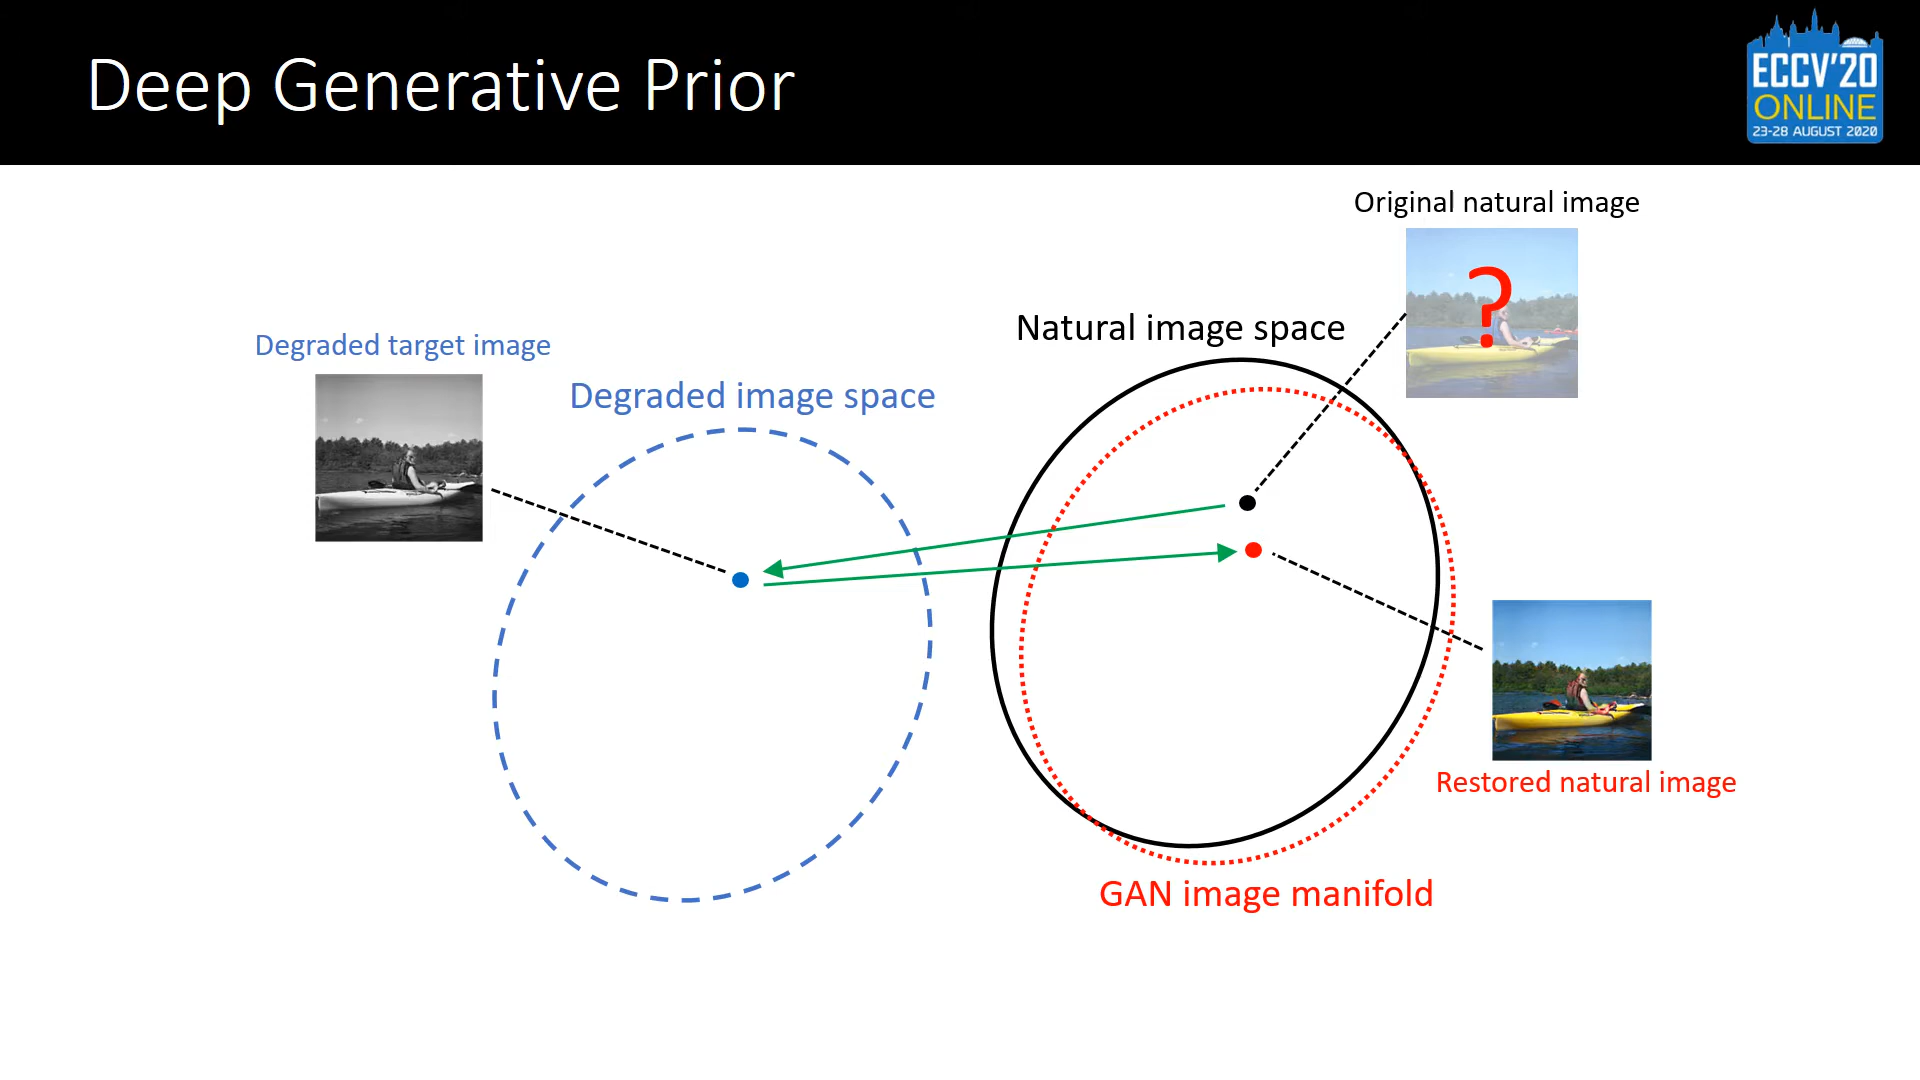 Deep Generative Prior
ECCV'20
ONLINE
23-28 AUGUST 2020
Original natural image
?
Natural image space
Degraded target image
Degraded image space
Restored natural image
GAN image manifold